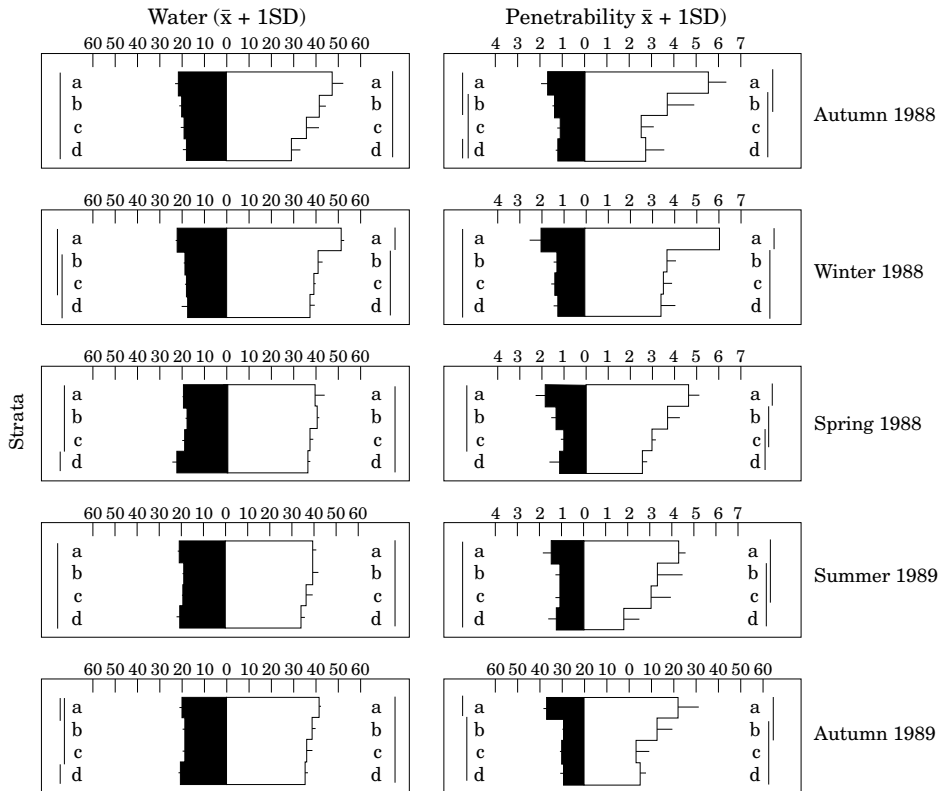 Water (x̄ + 1SD)
Penetrability x̄ + 1SD)
60 50 40 30 20 10 0 10 20 30 40 50 60
4 3 2 1 0 1 2 3 4 5 6 7
a a a a
b b b b
c c c c
d d d d
Autumn 1988
60 50 40 30 20 10 0 10 20 30 40 50 60
4 3 2 1 0 1 2 3 4 5 6 7
a a a a
b b b b
c c c c
d d d d
Winter 1988
60 50 40 30 20 10 0 10 20 30 40 50 60
4 3 2 1 0 1 2 3 4 5 6 7
Strata
a a a a
b b b b
c c c c
d d d d
Spring 1988
60 50 40 30 20 10 0 10 20 30 40 50 60
4 3 2 1 0 1 2 3 4 5 6 7
a a a a
b b b b
c c c c
d d d d
Summer 1989
60 50 40 30 20 10 0 10 20 30 40 50 60
60 50 40 30 20 10 0 10 20 30 40 50 60
a a a a
b b b b
c c c c
d d d d
Autumn 1989